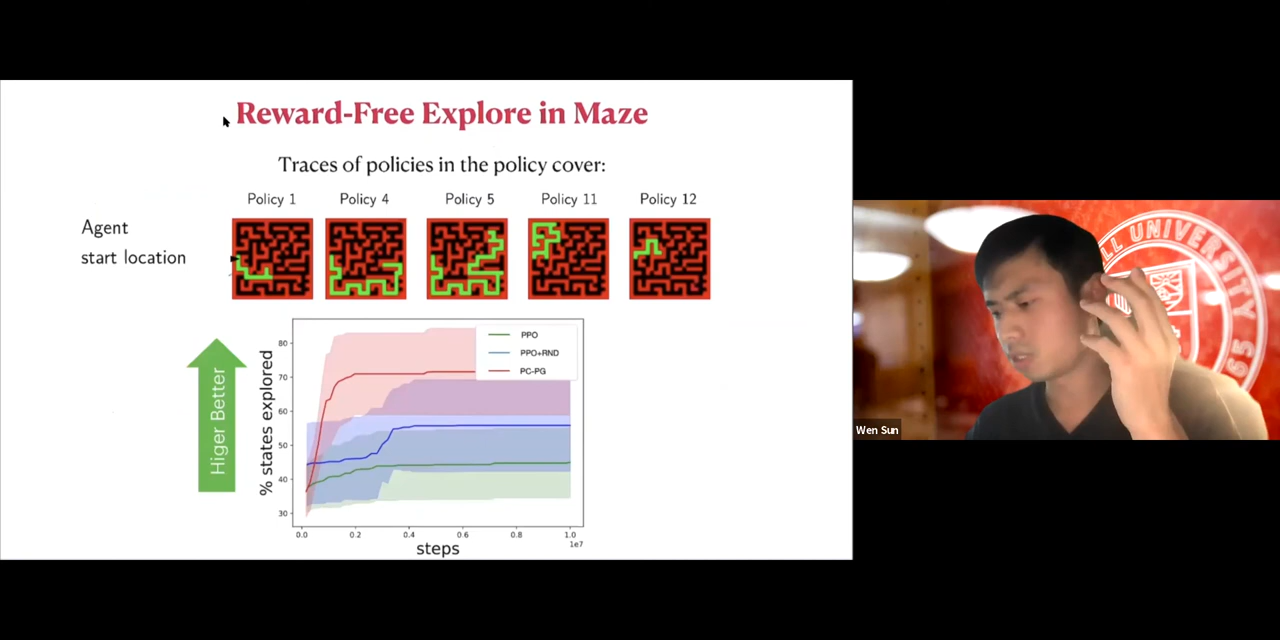 Reward-Free Explore in Maze
Traces of policies in the policy cover:
Policy 1 Policy 4 Policy 5 Policy 11 Policy 12
Agent
start location
Higer Better
% states explored
80
70
60
50
40
30
PPO
PPO+RND
PC-PG
0.0 0.2 0.4 0.6 0.8 1.0
1e7
steps
UNIVERSITY
Wen Sun